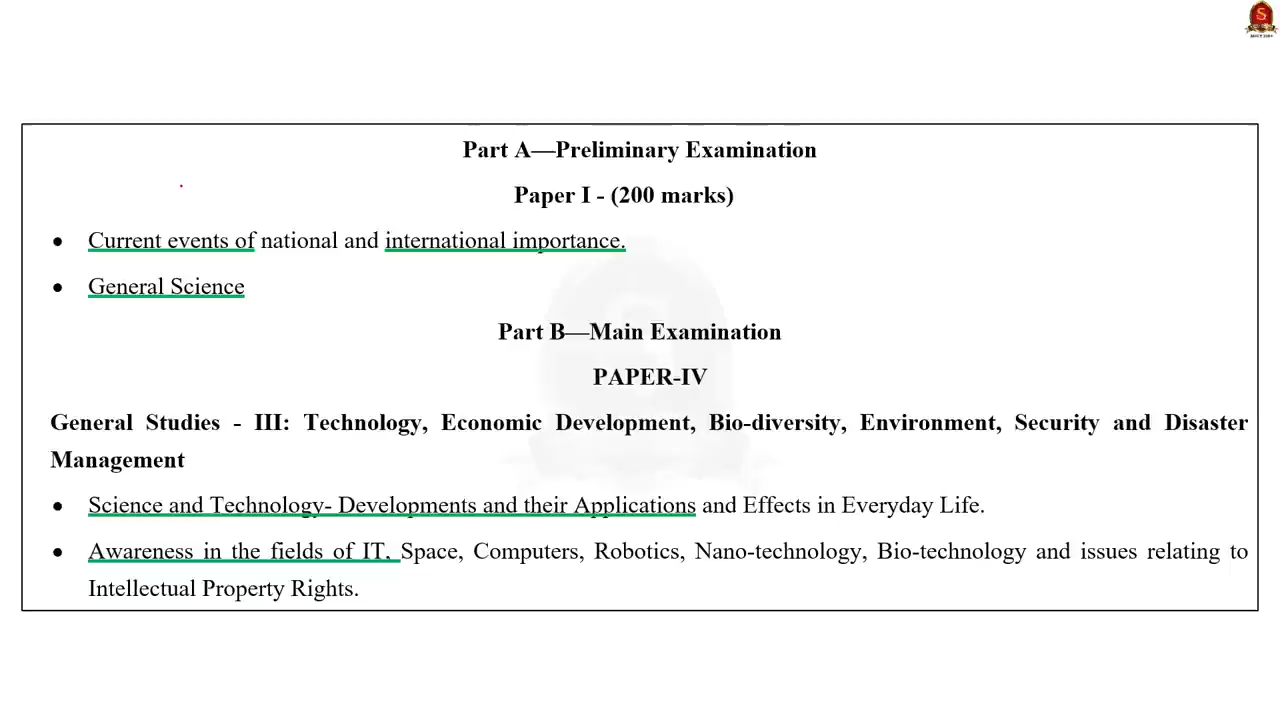 Part A—Preliminary Examination
Paper I - (200 marks)
• Current events of national and international importance.
• General Science
Part B—Main Examination
PAPER-IV
General Studies - III: Technology, Economic Development, Bio-diversity, Environment, Security and Disaster
Management
• Science and Technology- Developments and their Applications and Effects in Everyday Life.
• Awareness in the fields of IT, Space, Computers, Robotics, Nano-technology, Bio-technology and issues relating to
Intellectual Property Rights.